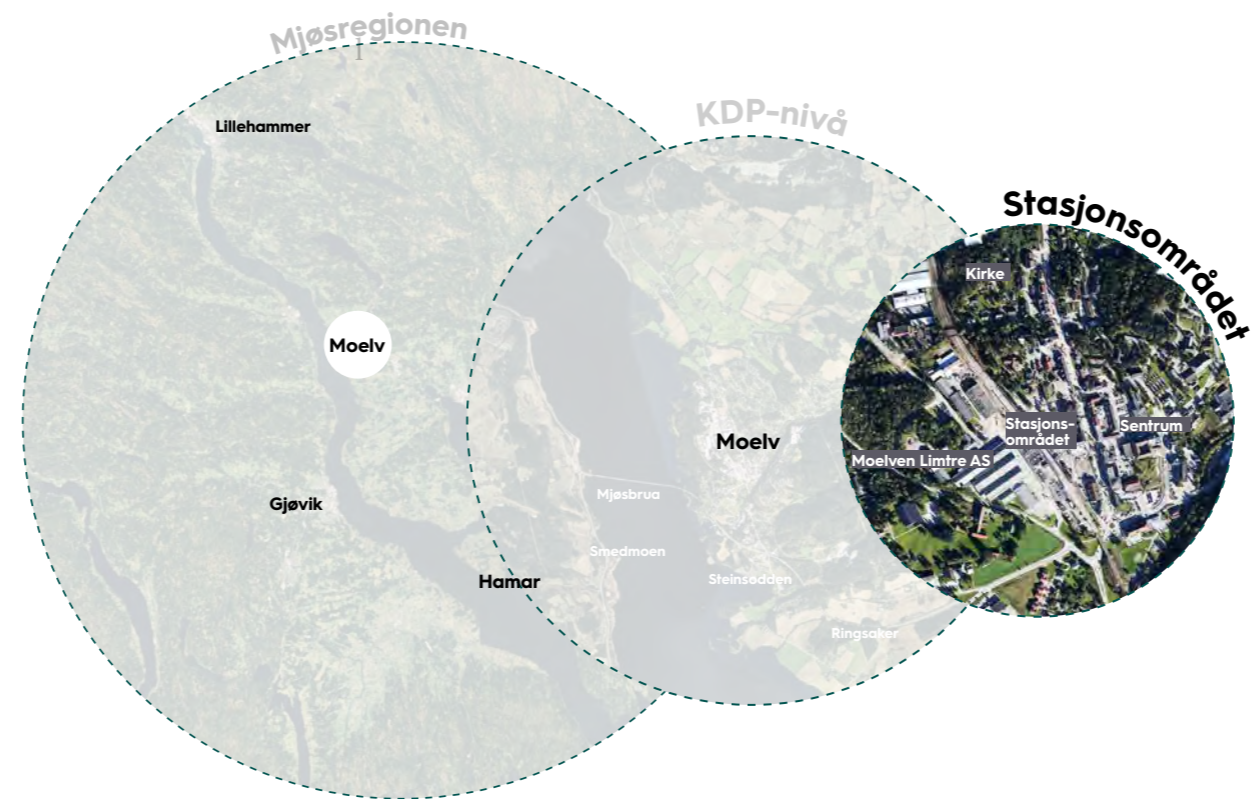 Mjøsregionen
1
Lillehammer
Moelv
Gjøvik
Hamar
KDP-nivå
Moelv
Mjøsbrua
Smedmoen
Steinsodden
Ringsaker
Stasjonsområdet
Kirke
Stasjons-
området
Sentrum
Moelven Limtre AS